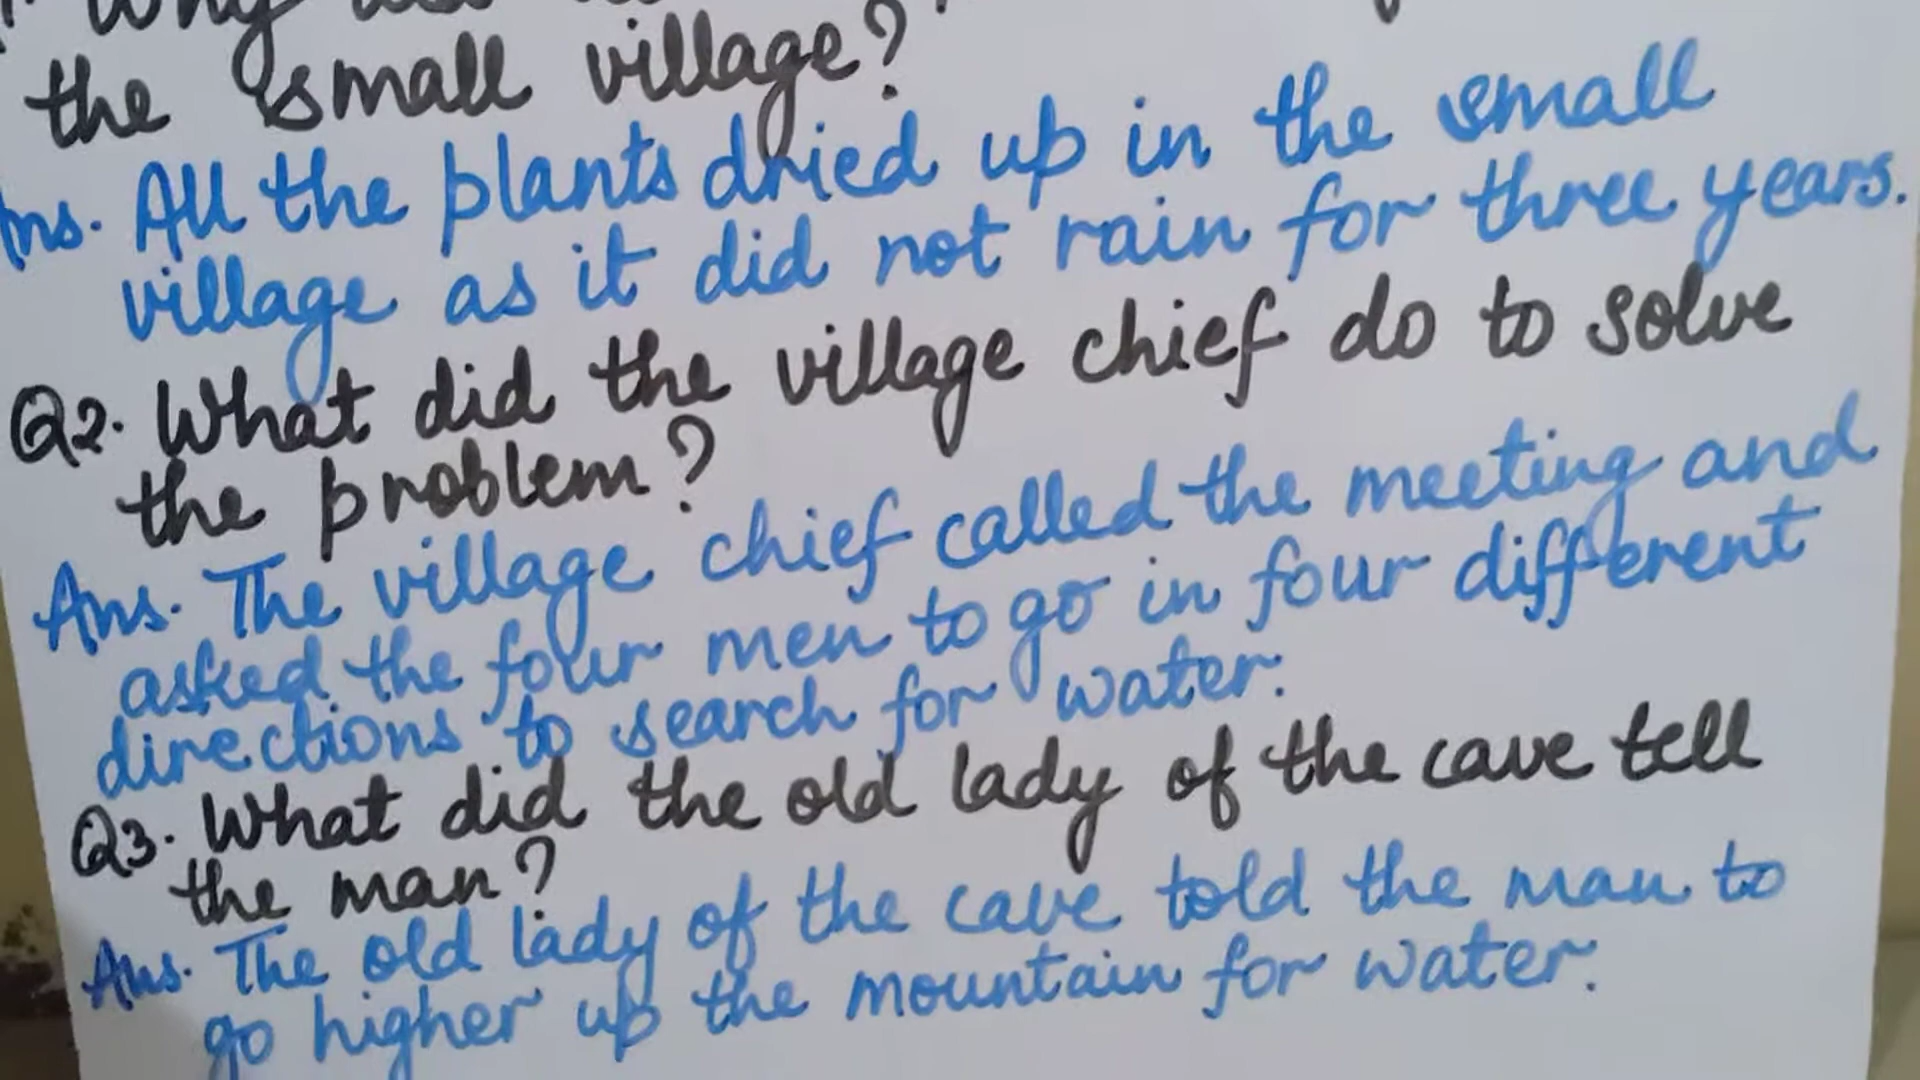 Why
the small village?
Ans. All the plants dried up in the small
village as it did not rain for three years.
Q2. What did the village chief do to solve
the problem?
Ans. The village chief called the meeting and
asked the four men to go in four different
directions to search for water.
Q3. What did the old lady of the cave tell
the man?
Ans. The old lady of the cave told the man to
go higher up the mountain for water.